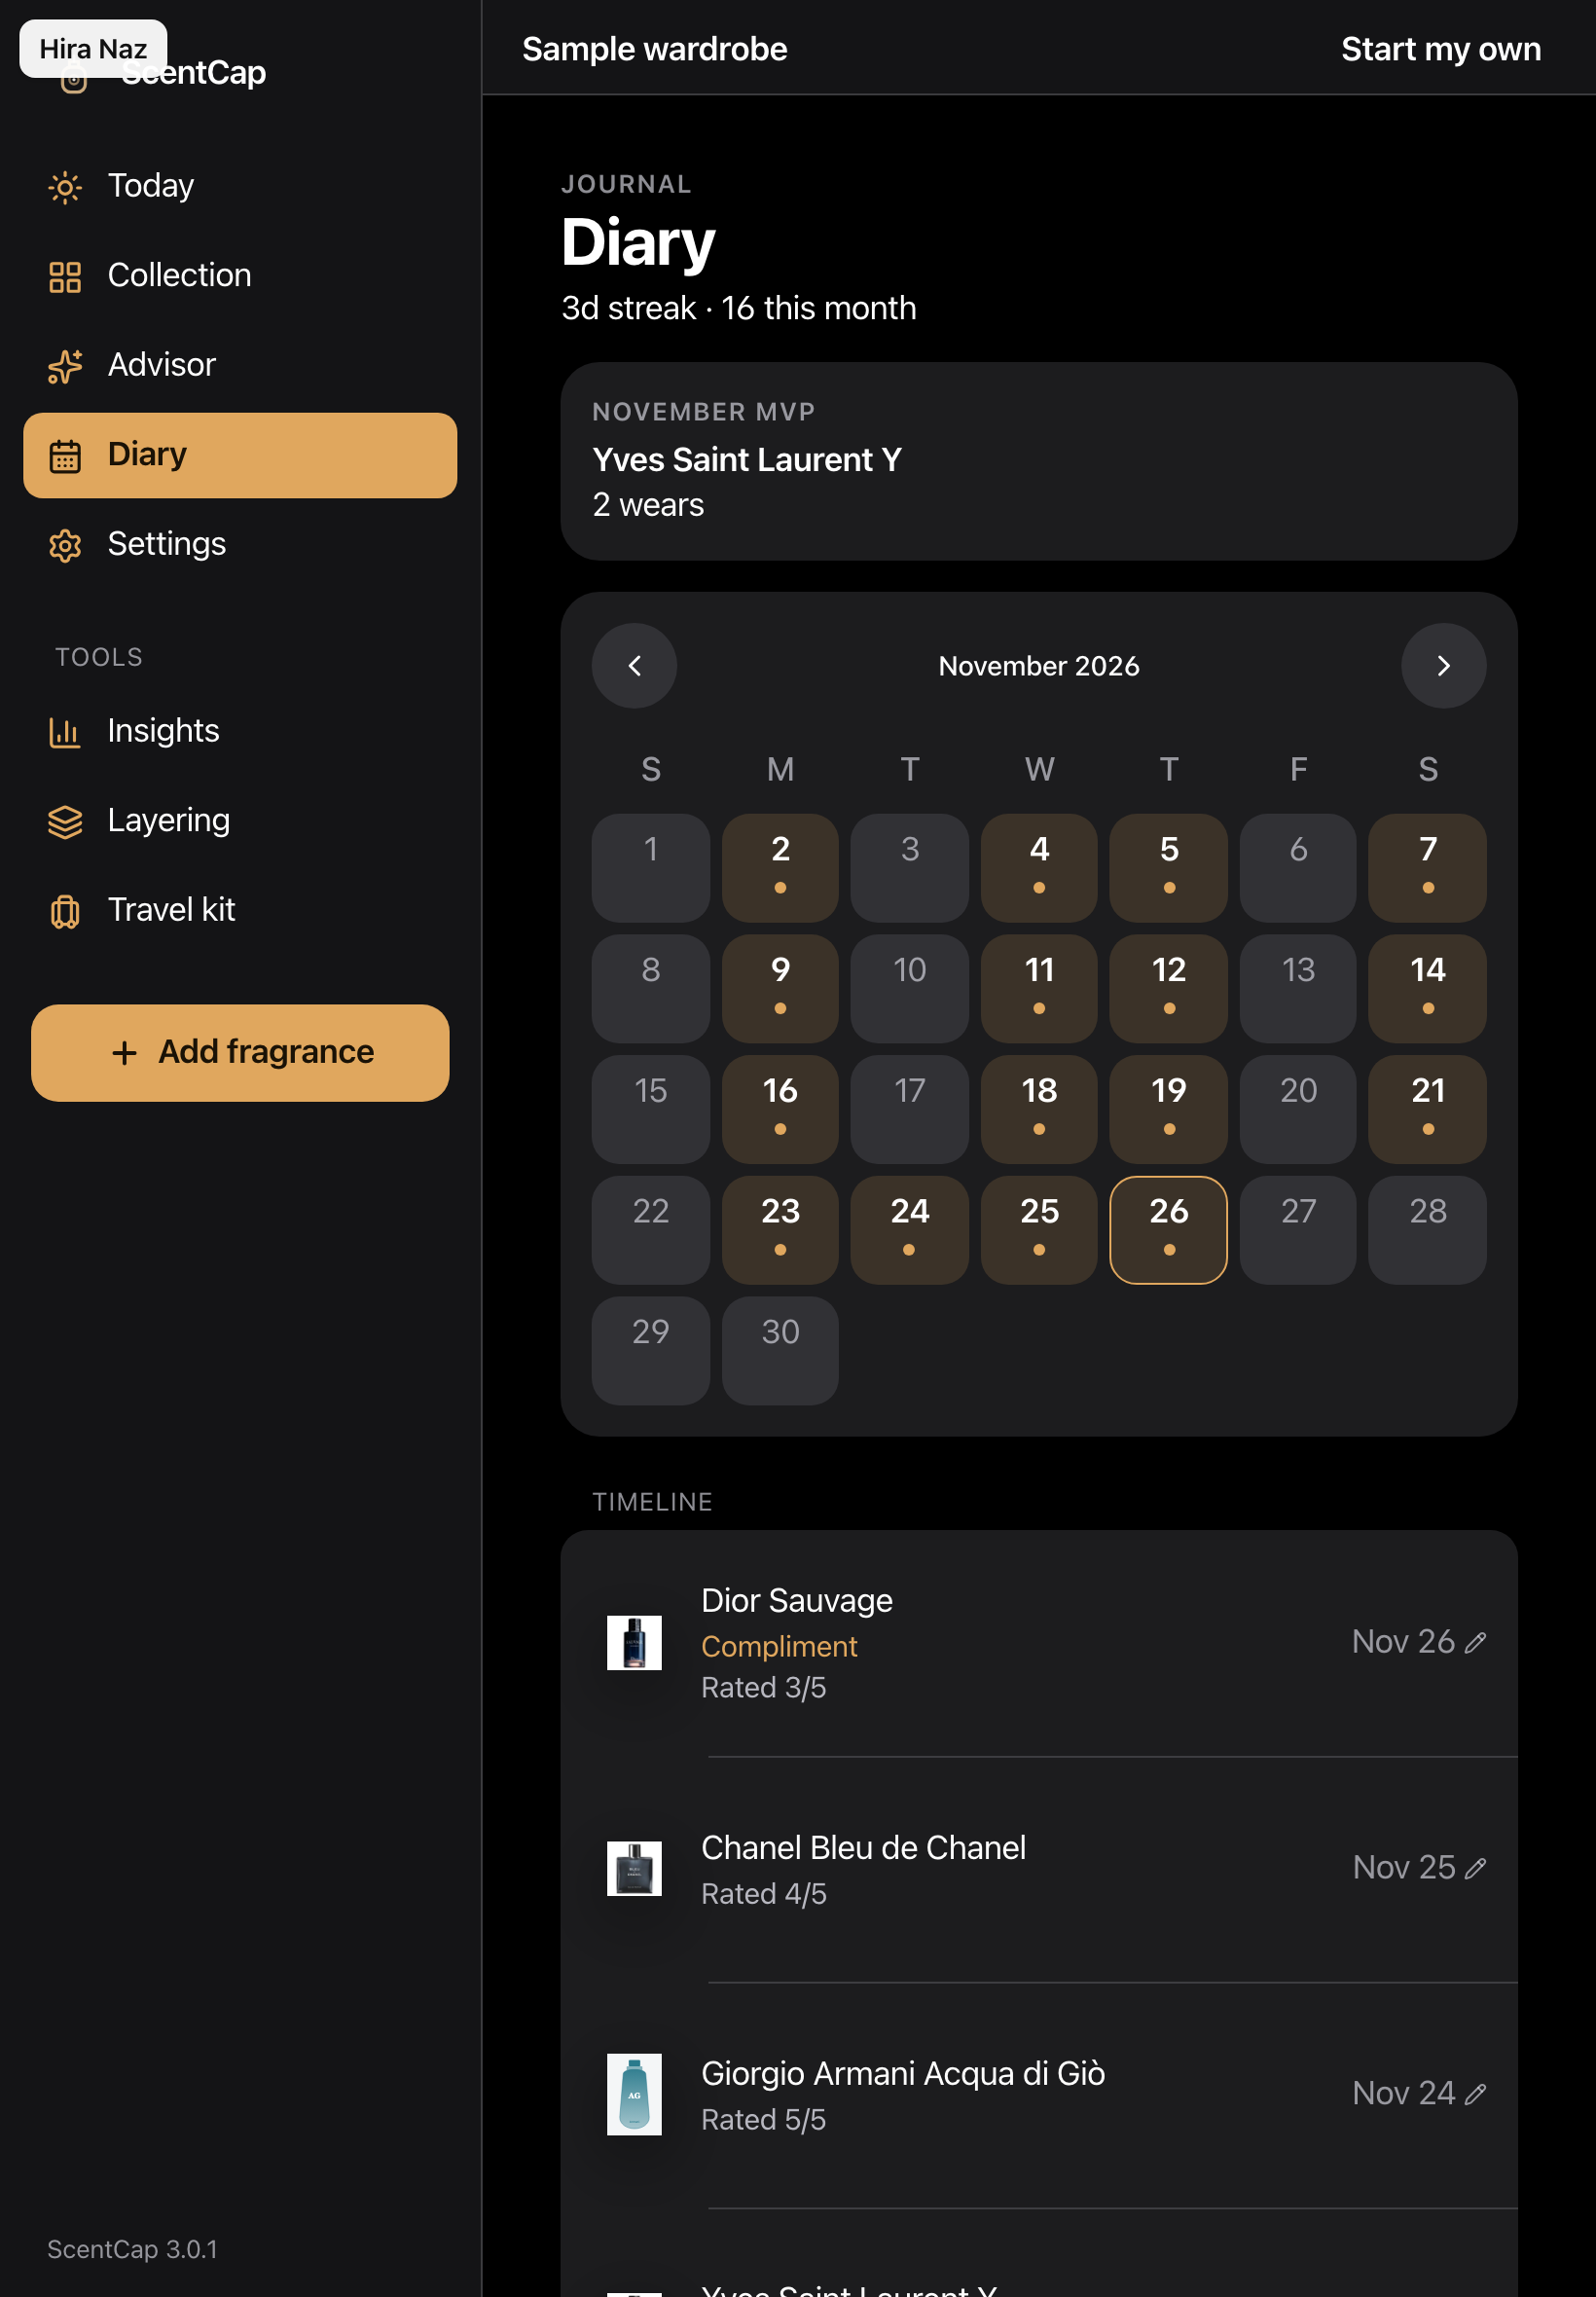 Hira Naz
ScentCap
Today
Collection
Advisor
Diary
Settings
TOOLS
Insights
Layering
Travel kit
+ Add fragrance
ScentCap 3.0.1
Sample wardrobe
Start my own
JOURNAL
Diary
3d streak · 16 this month
NOVEMBER MVP
Yves Saint Laurent Y
2 wears
November 2026
S M T W T F S
1 2 3 4 5 6 7
8 9 10 11 12 13 14
15 16 17 18 19 20 21
22 23 24 25 26 27 28
29 30
TIMELINE
Dior Sauvage
Compliment
Rated 3/5
Nov 26
Chanel Bleu de Chanel
Rated 4/5
Nov 25
AG
Giorgio Armani Acqua di Giò
Rated 5/5
Nov 24
Yves Saint Laurent Y